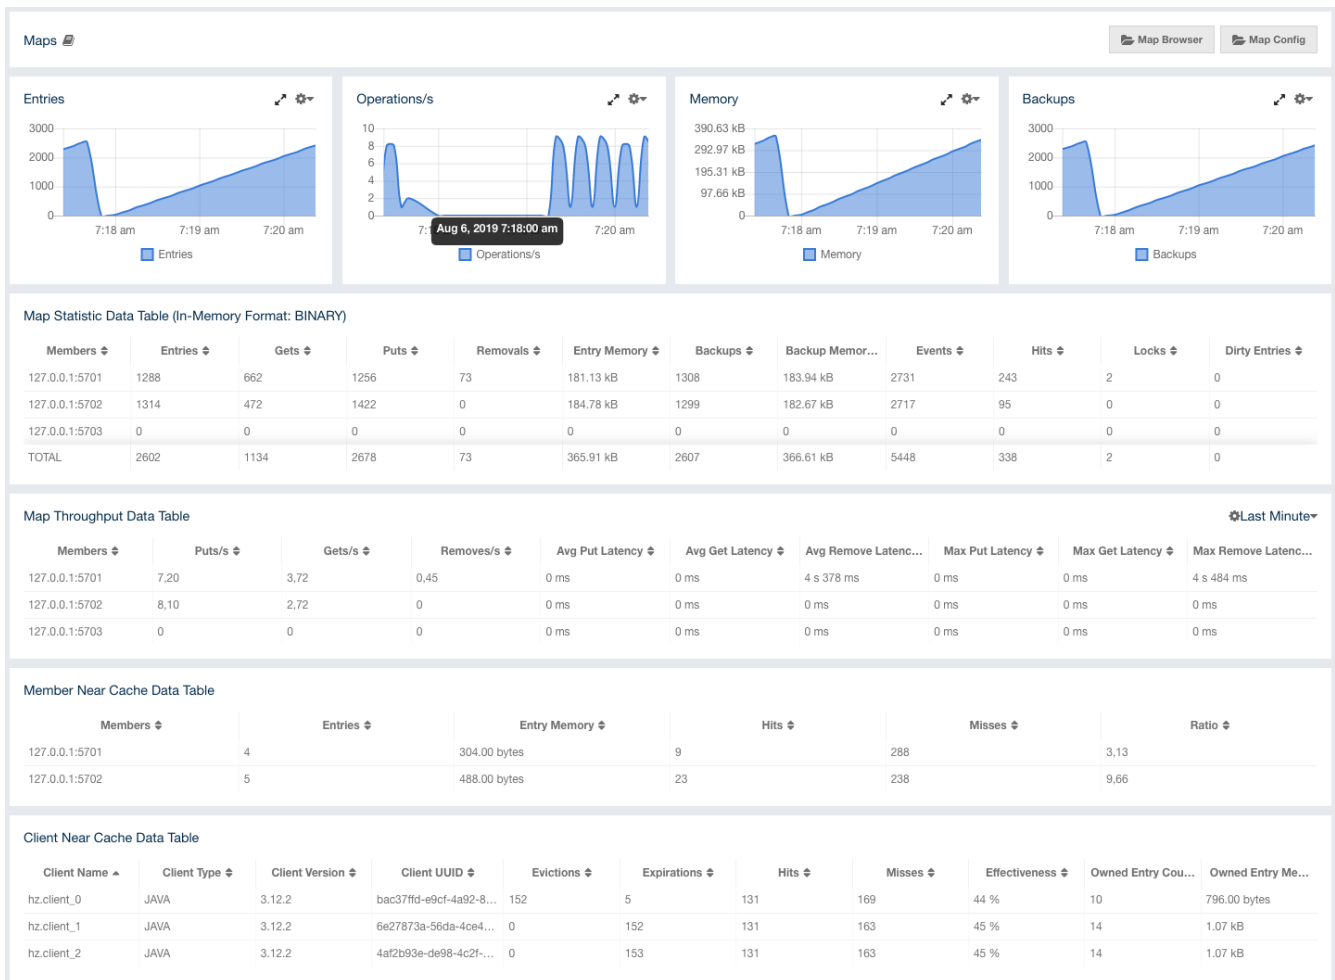 Maps Map Browser Map Config
Entries Operations/s Memory Backups
3000 10 390.63 kB 3000
8
2000 292.97 kB 2000
6
195.31 kB
1000 4 1000
97.66 kB
2
0 0 0 0
7:18 am 7:19 am 7:20 am 7:1 Aug 6, 2019 7:18:00 am 7:20 am 7:18 am 7:19 am 7:20 am 7:18 am 7:19 am 7:20 am
Entries Operations/s Memory Backups
Map Statistic Data Table (In-Memory Format: BINARY)
Members Entries Gets Puts Removals Entry Memory Backups Backup Memor... Events Hits Locks Dirty Entries
127.0.0.1:5701 1288 662 1256 73 181.13 kB 1308 183.94 kB 2731 243 2 0
127.0.0.1:5702 1314 472 1422 0 184.78 kB 1299 182.67 kB 2717 95 0 0
127.0.0.1:5703 0 0 0 0 0 0 0 0 0 0 0
TOTAL 2602 1134 2678 73 365.91 kB 2607 366.61 kB 5448 338 2 0
Map Throughput Data Table Last Minute
Members Puts/s Gets/s Removes/s Avg Put Latency Avg Get Latency Avg Remove Latenc... Max Put Latency Max Get Latency Max Remove Latenc...
127.0.0.1:5701 7,20 3,72 0,45 0 ms 0 ms 4 s 378 ms 0 ms 0 ms 4 s 484 ms
127.0.0.1:5702 8,10 2,72 0 0 ms 0 ms 0 ms 0 ms 0 ms 0 ms
127.0.0.1:5703 0 0 0 0 ms 0 ms 0 ms 0 ms 0 ms 0 ms
Member Near Cache Data Table
Members Entries Entry Memory Hits Misses Ratio
127.0.0.1:5701 4 304.00 bytes 9 288 3,13
127.0.0.1:5702 5 488.00 bytes 23 238 9,66
Client Near Cache Data Table
Client Name Client Type Client Version Client UUID Evictions Expirations Hits Misses Effectiveness Owned Entry Cou... Owned Entry Me...
hz.client_0 JAVA 3.12.2 bac37ffd-e9cf-4a92-8... 152 5 131 169 44 % 10 796.00 bytes
hz.client_1 JAVA 3.12.2 6e27873a-56da-4ce4... 0 152 131 163 45 % 14 1.07 kB
hz.client_2 JAVA 3.12.2 4af2b93e-de98-4c2f-... 0 153 131 163 45 % 14 1.07 kB